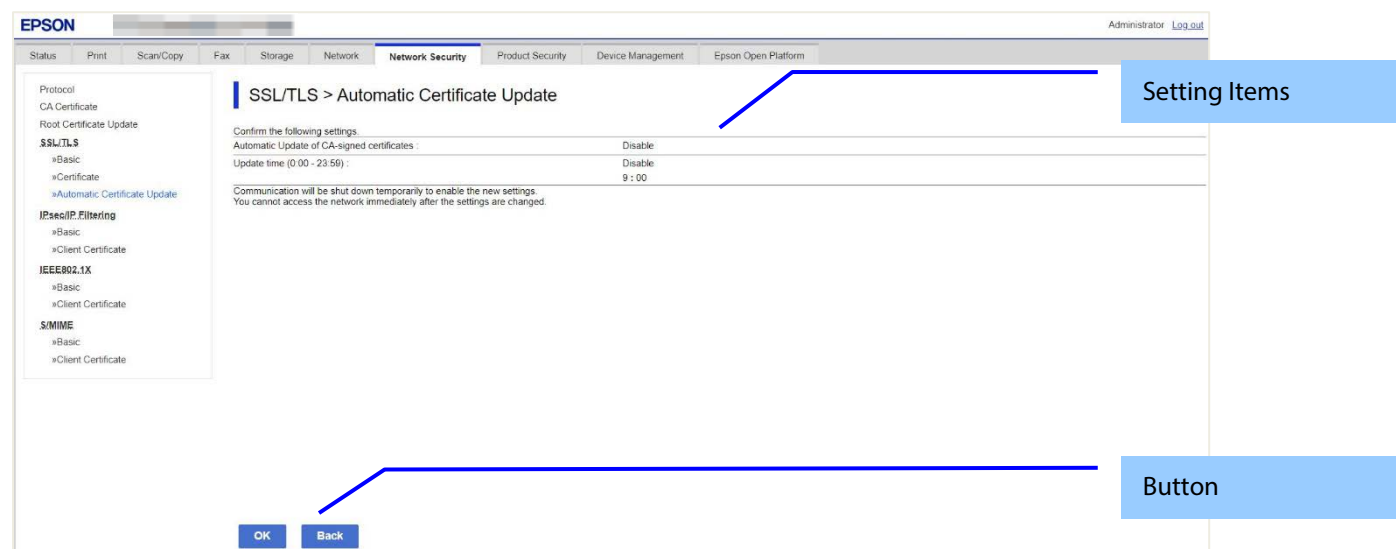 EPSON
Administrator Log out
Status Print Scan/Copy Fax Storage Network Network Security Product Security Device Management Epson Open Platform
Setting Items
Protocol
CA Certificate
Root Certificate Update
SSL/TLS
»Basic
»Certificate
»Automatic Certificate Update
IPsec/IP Filtering
»Basic
»Client Certificate
IEEE802.1X
»Basic
»Client Certificate
S/MIME
»Basic
»Client Certificate
SSL/TLS > Automatic Certificate Update
Confirm the following settings.
Automatic Update of CA-signed certificates : Disable
Update time (0:00 - 23:59) : Disable
9 : 00
Communication will be shut down temporarily to enable the new settings.
You cannot access the network immediately after the settings are changed.
Button
OK Back